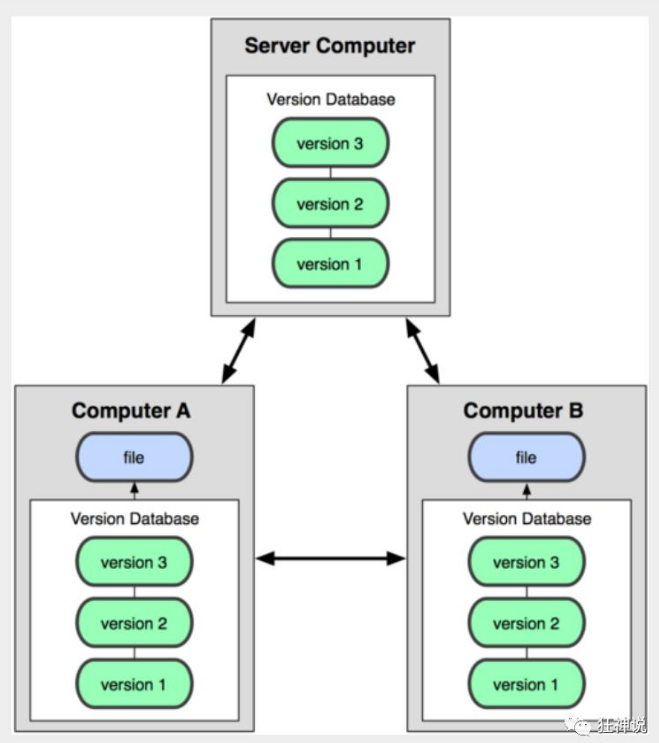 Server Computer
Version Database
version 3
version 2
version 1
Computer A
file
Version Database
version 3
version 2
version 1
Computer B
file
Version Database
version 3
version 2
version 1
狂神说